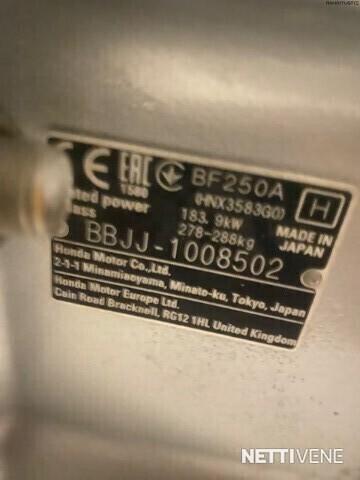 CE EAC BF250A H
1588 (HNX3583G0)
power 183.9kW MADE IN
278-288kg JAPAN
BBJJ-1008502
Honda Motor Co.,Ltd.
2-1-1 Minamiaoyama, Minato-ku, Tokyo, Japan
Honda Motor Europe Ltd.
Cain Road Bracknell, RG12 1HL United Kingdom
NETTIVENE